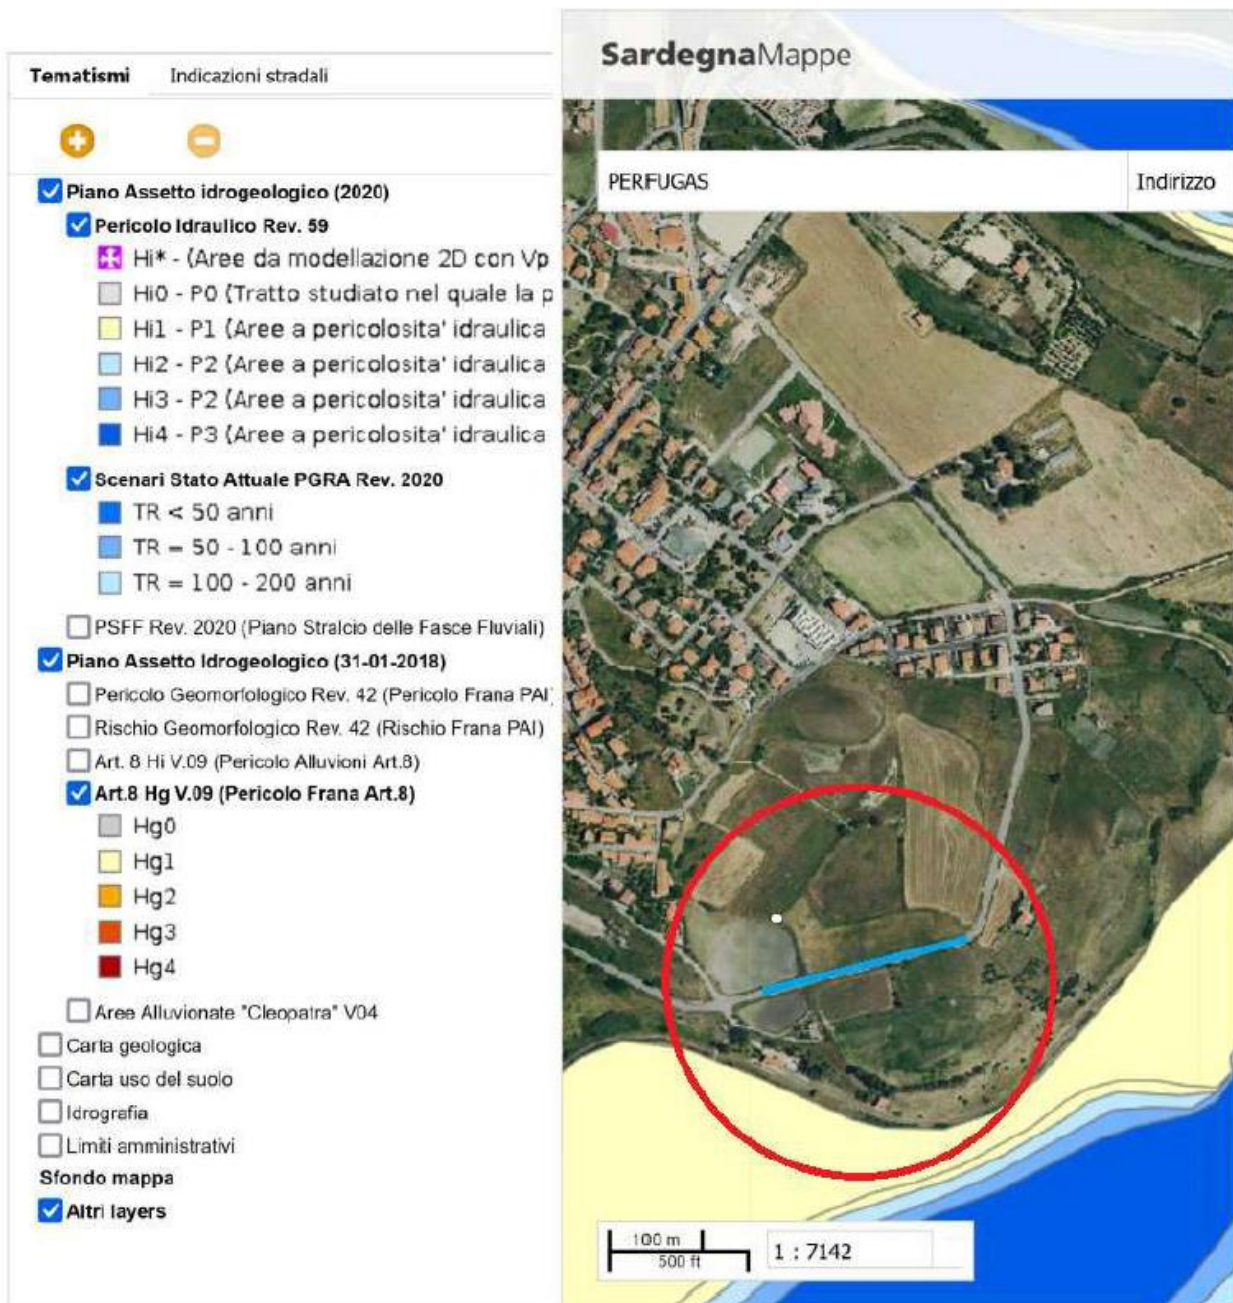 Tematismi
Indicazioni stradali
Piano Assetto idrogeologico (2020)
Pericolo Idraulico Rev. 59
Hi* - (Aree da modellazione 2D con Vp
Hi0 - P0 (Tratto studiato nel quale la p
Hi1 - P1 (Aree a pericolosita' idraulica
Hi2 - P2 (Aree a pericolosita' idraulica
Hi3 - P2 (Aree a pericolosita' idraulica
Hi4 - P3 (Aree a pericolosita' idraulica
Scenari Stato Attuale PGRA Rev. 2020
TR < 50 anni
TR = 50 - 100 anni
TR = 100 - 200 anni
PSFF Rev. 2020 (Piano Stralcio delle Fasce Fluviali)
Piano Assetto Idrogeologico (31-01-2018)
Pericolo Geomorfologico Rev. 42 (Pericolo Frana PAI)
Rischio Geomorfologico Rev. 42 (Rischio Frana PAI)
Art. 8 Hi V.09 (Pericolo Alluvioni Art.8)
Art.8 Hg V.09 (Pericolo Frana Art.8)
Hg0
Hg1
Hg2
Hg3
Hg4
Aree Alluvionate "Cleopatra" V04
Carta geologica
Carta uso del suolo
Idrografia
Limiti amministrativi
Sfondo mappa
Altri layers
SardegnaMappe
PERFUGAS
Indirizzo
100 m
500 ft
1 : 7142